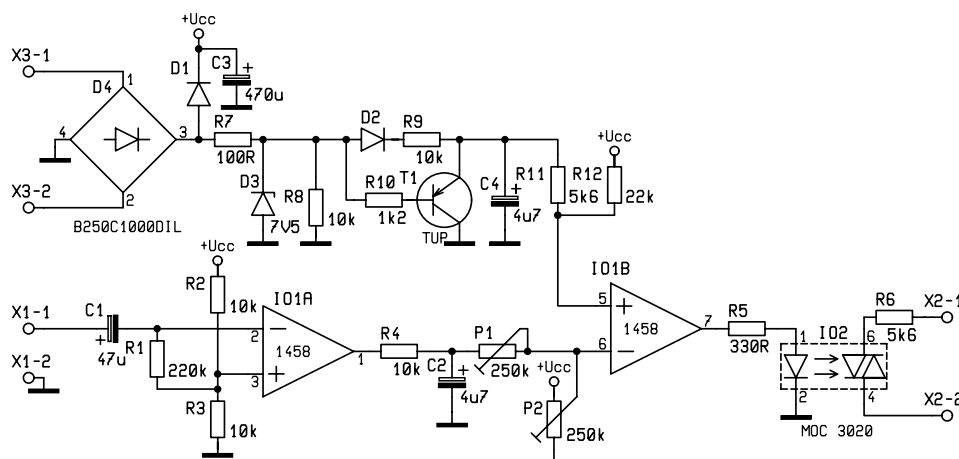 +Ucc
X3-1
D1
C3
+
470u
D4
1
4
3
2
X3-2
B250C1000DIL
R7
100R
D3
7V5
R8
10k
D2
R9
10k
R10
1k2
T1
TUP
C4
+
4u7
+Ucc
R11
5k6
R12
22k
+Ucc
R2
10k
IO1A
X1-1
C1
+
47u
X1-2
R1
220k
2
3
1458
1
R3
10k
R4
10k
C2
+
4u7
P1
250k
+Ucc
P2
250k
IO1B
5
6
1458
7
R5
330R
1
IO2
6
2
4
MOC 3020
R6
5k6
X2-1
X2-2